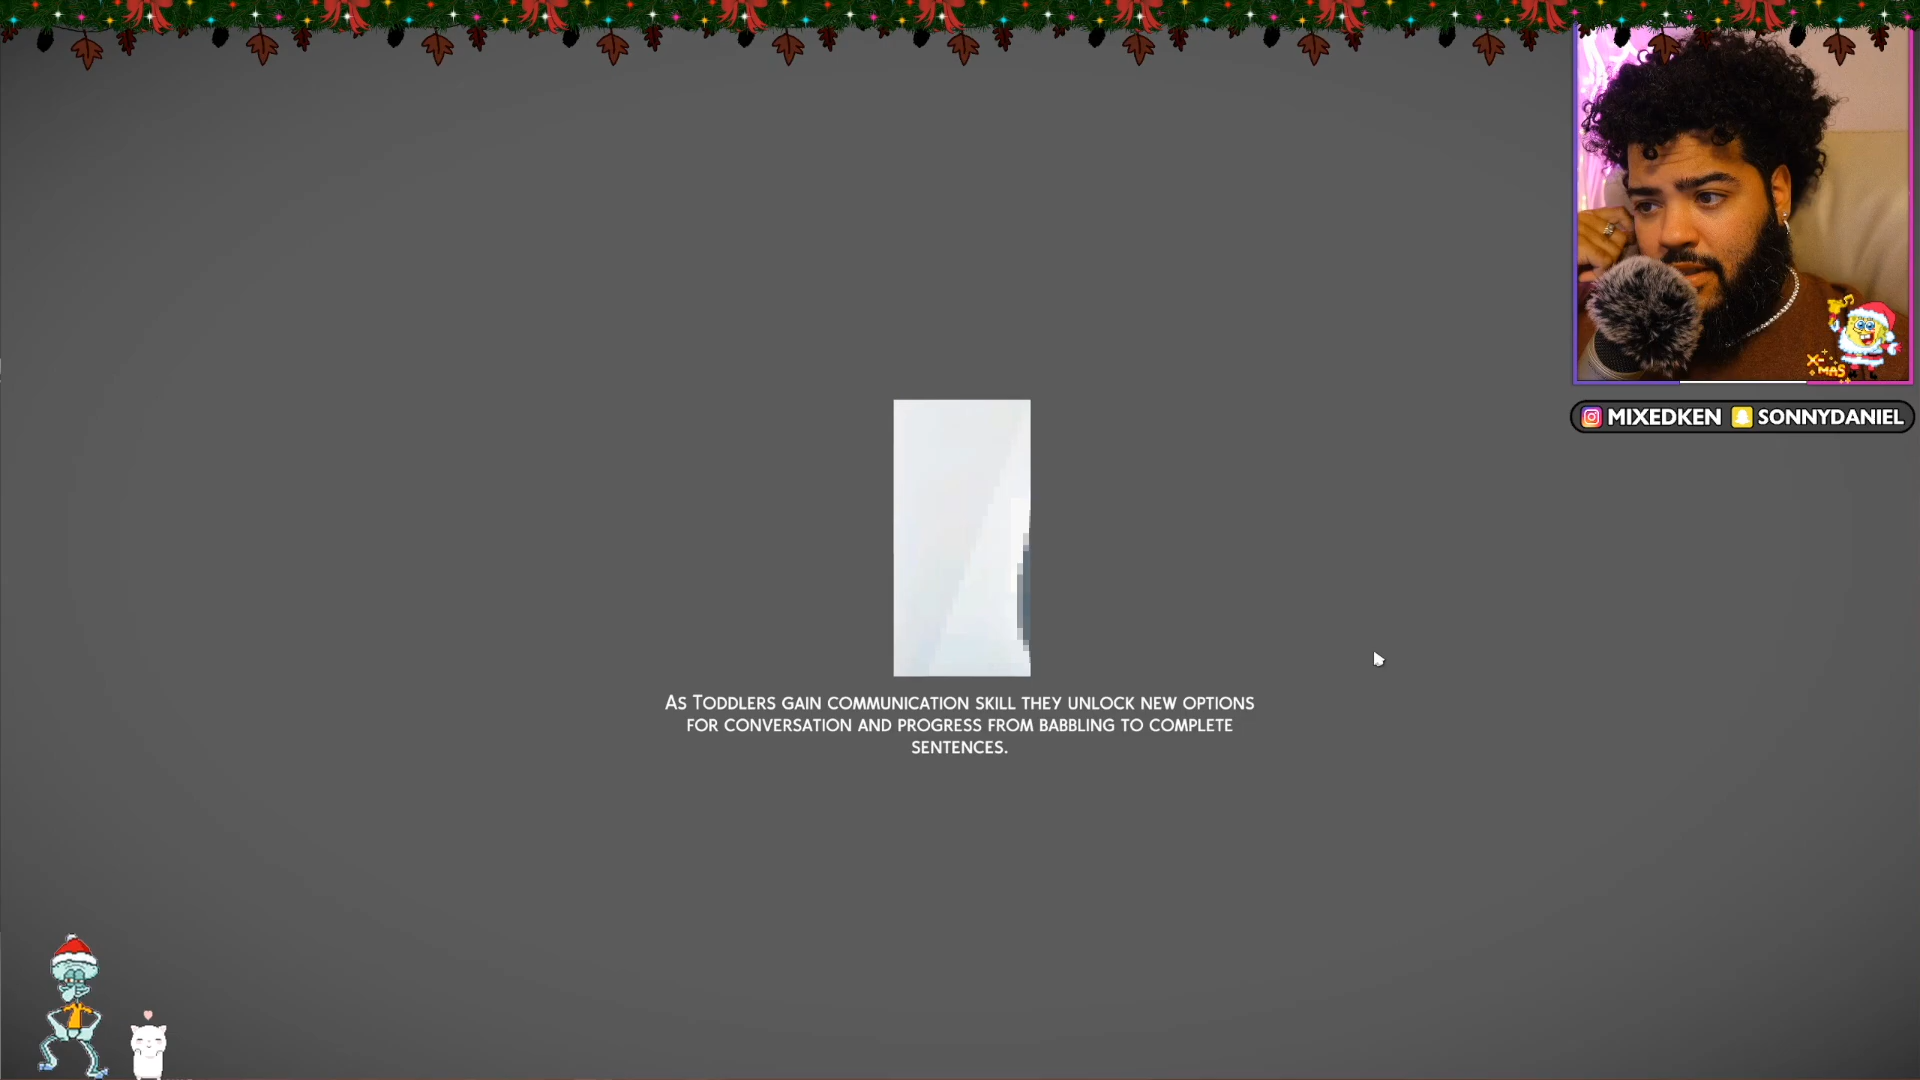 MIXEDKEN SONNYDANIEL
X-MAS
AS TODDLERS GAIN COMMUNICATION SKILL THEY UNLOCK NEW OPTIONS
FOR CONVERSATION AND PROGRESS FROM BABBLING TO COMPLETE
SENTENCES.